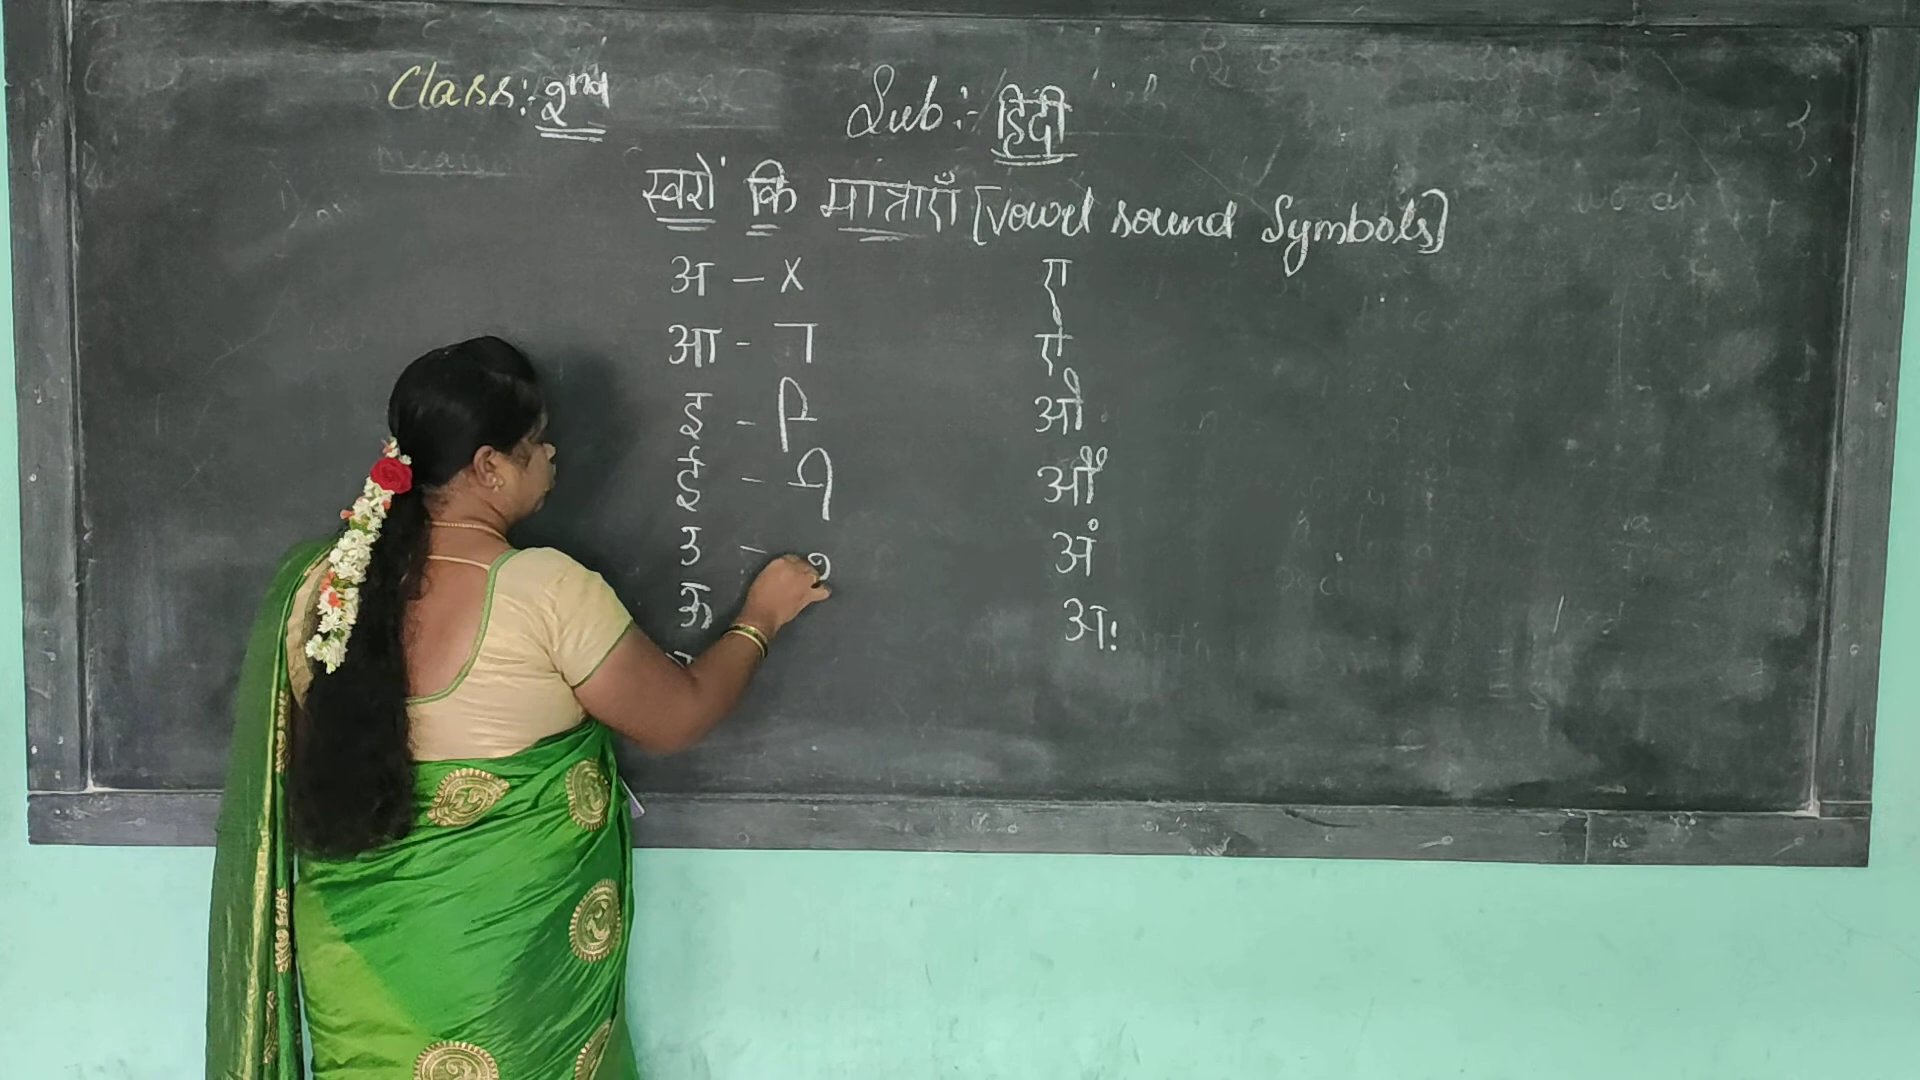 Class:- 2nd
Sub:- हिंदी
स्वरों कि मात्राएँ [Vowel sound Symbols]
अ - x
आ - ा
इ - ि
ई - ी
उ -
ऊ
ए
ऐ
ओ
औ
अं
अः